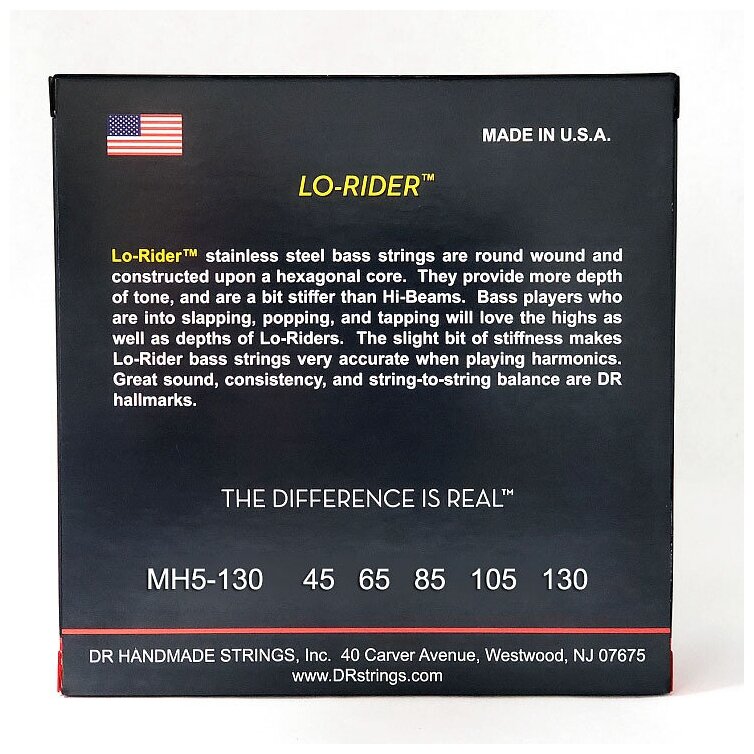 MADE IN U.S.A.
LO-RIDER™
Lo-Rider™ stainless steel bass strings are round wound and
constructed upon a hexagonal core. They provide more depth
of tone, and are a bit stiffer than Hi-Beams. Bass players who
are into slapping, popping, and tapping will love the highs as
well as depths of Lo-Riders. The slight bit of stiffness makes
Lo-Rider bass strings very accurate when playing harmonics.
Great sound, consistency, and string-to-string balance are DR
hallmarks.
THE DIFFERENCE IS REAL™
MH5-130 45 65 85 105 130
DR HANDMADE STRINGS, Inc. 40 Carver Avenue, Westwood, NJ 07675
www.DRstrings.com